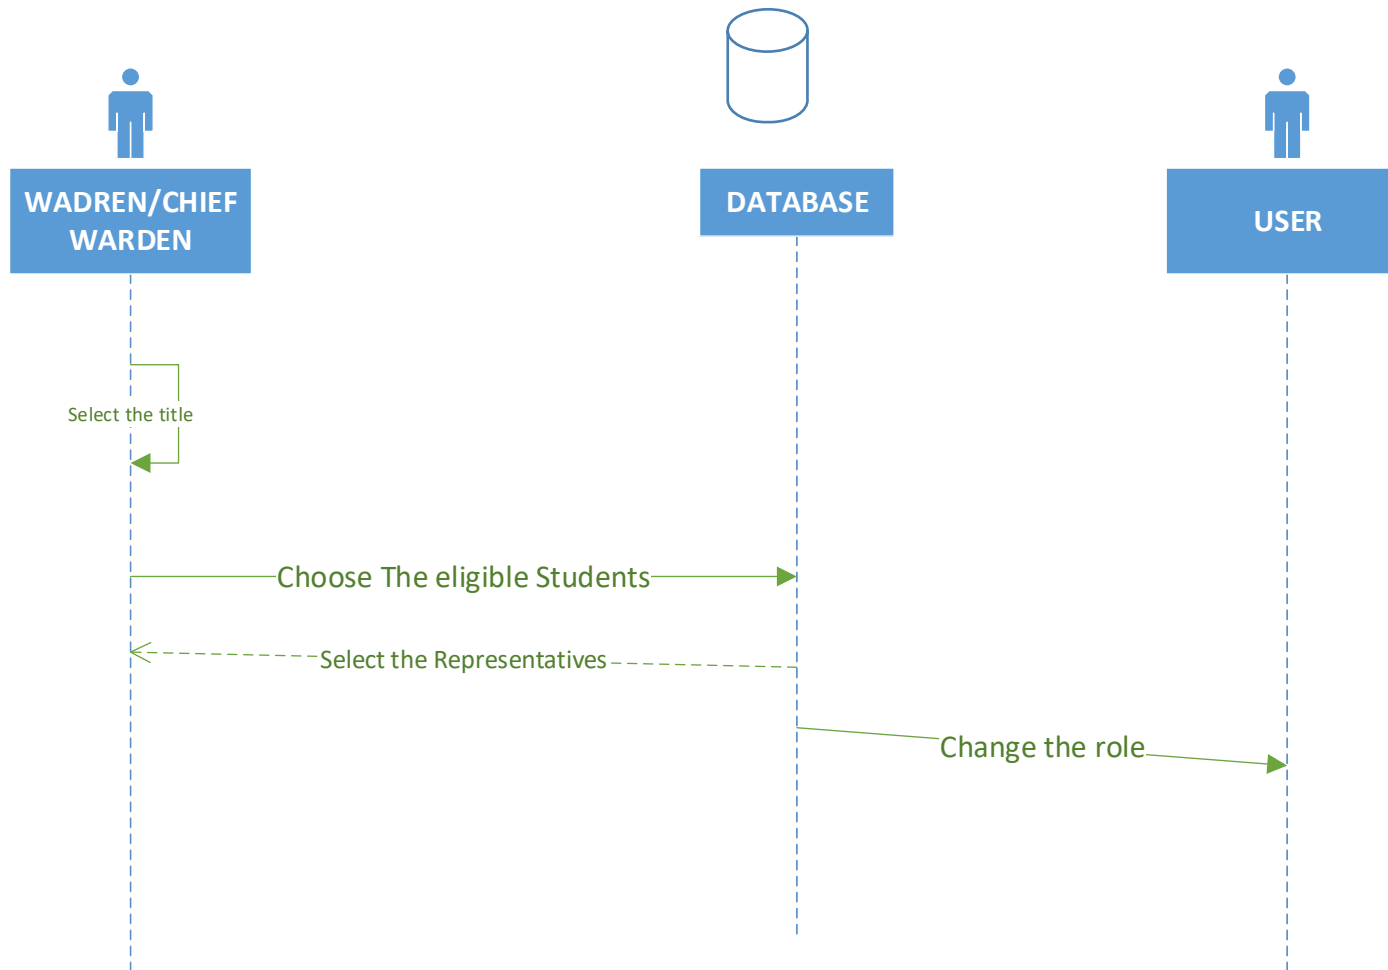 WADREN/CHIEF
WARDEN
DATABASE
USER
Select the title
Choose The eligible Students
Select the Representatives
Change the role